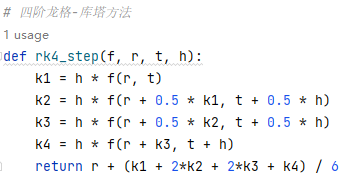 # 四阶龙格-库塔方法
1 usage
def rk4_step(f, r, t, h):
    k1 = h * f(r, t)
    k2 = h * f(r + 0.5 * k1, t + 0.5 * h)
    k3 = h * f(r + 0.5 * k2, t + 0.5 * h)
    k4 = h * f(r + k3, t + h)
    return r + (k1 + 2*k2 + 2*k3 + k4) / 6